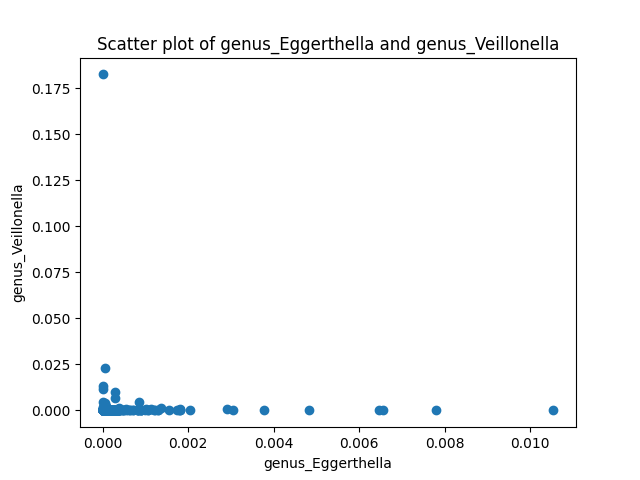 Scatter plot of genus_Eggerthella and genus_Veillonella
0.175
0.150
0.125
0.100
0.075
0.050
0.025
0.000
genus_Veillonella
0.000 0.002 0.004 0.006 0.008 0.010
genus_Eggerthella